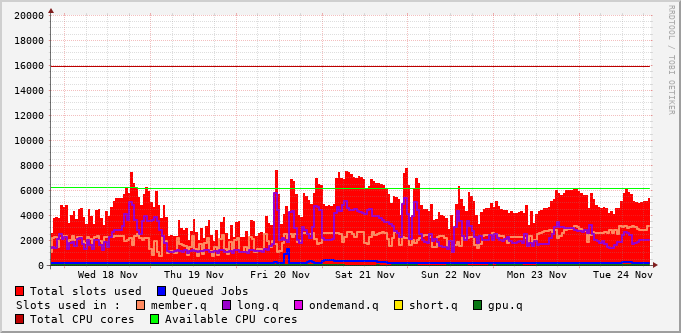 20000
18000
16000
14000
12000
10000
8000
6000
4000
2000
0
Wed 18 Nov Thu 19 Nov Fri 20 Nov Sat 21 Nov Sun 22 Nov Mon 23 Nov Tue 24 Nov
Total slots used Queued Jobs
Slots used in : member.q long.q ondemand.q short.q gpu.q
Total CPU cores Available CPU cores
RRDTOOL / TOBI OETIKER